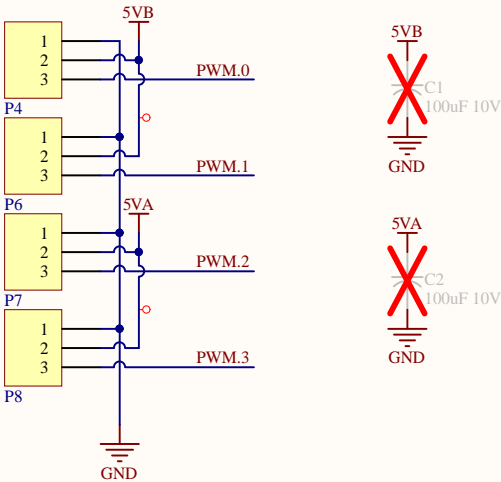 5VB
1
2
3
PWM.0
P4
1
2
3
PWM.1
P6
5VA
1
2
3
PWM.2
P7
1
2
3
PWM.3
P8
GND
5VB
C1
100uF 10V
GND
5VA
C2
100uF 10V
GND